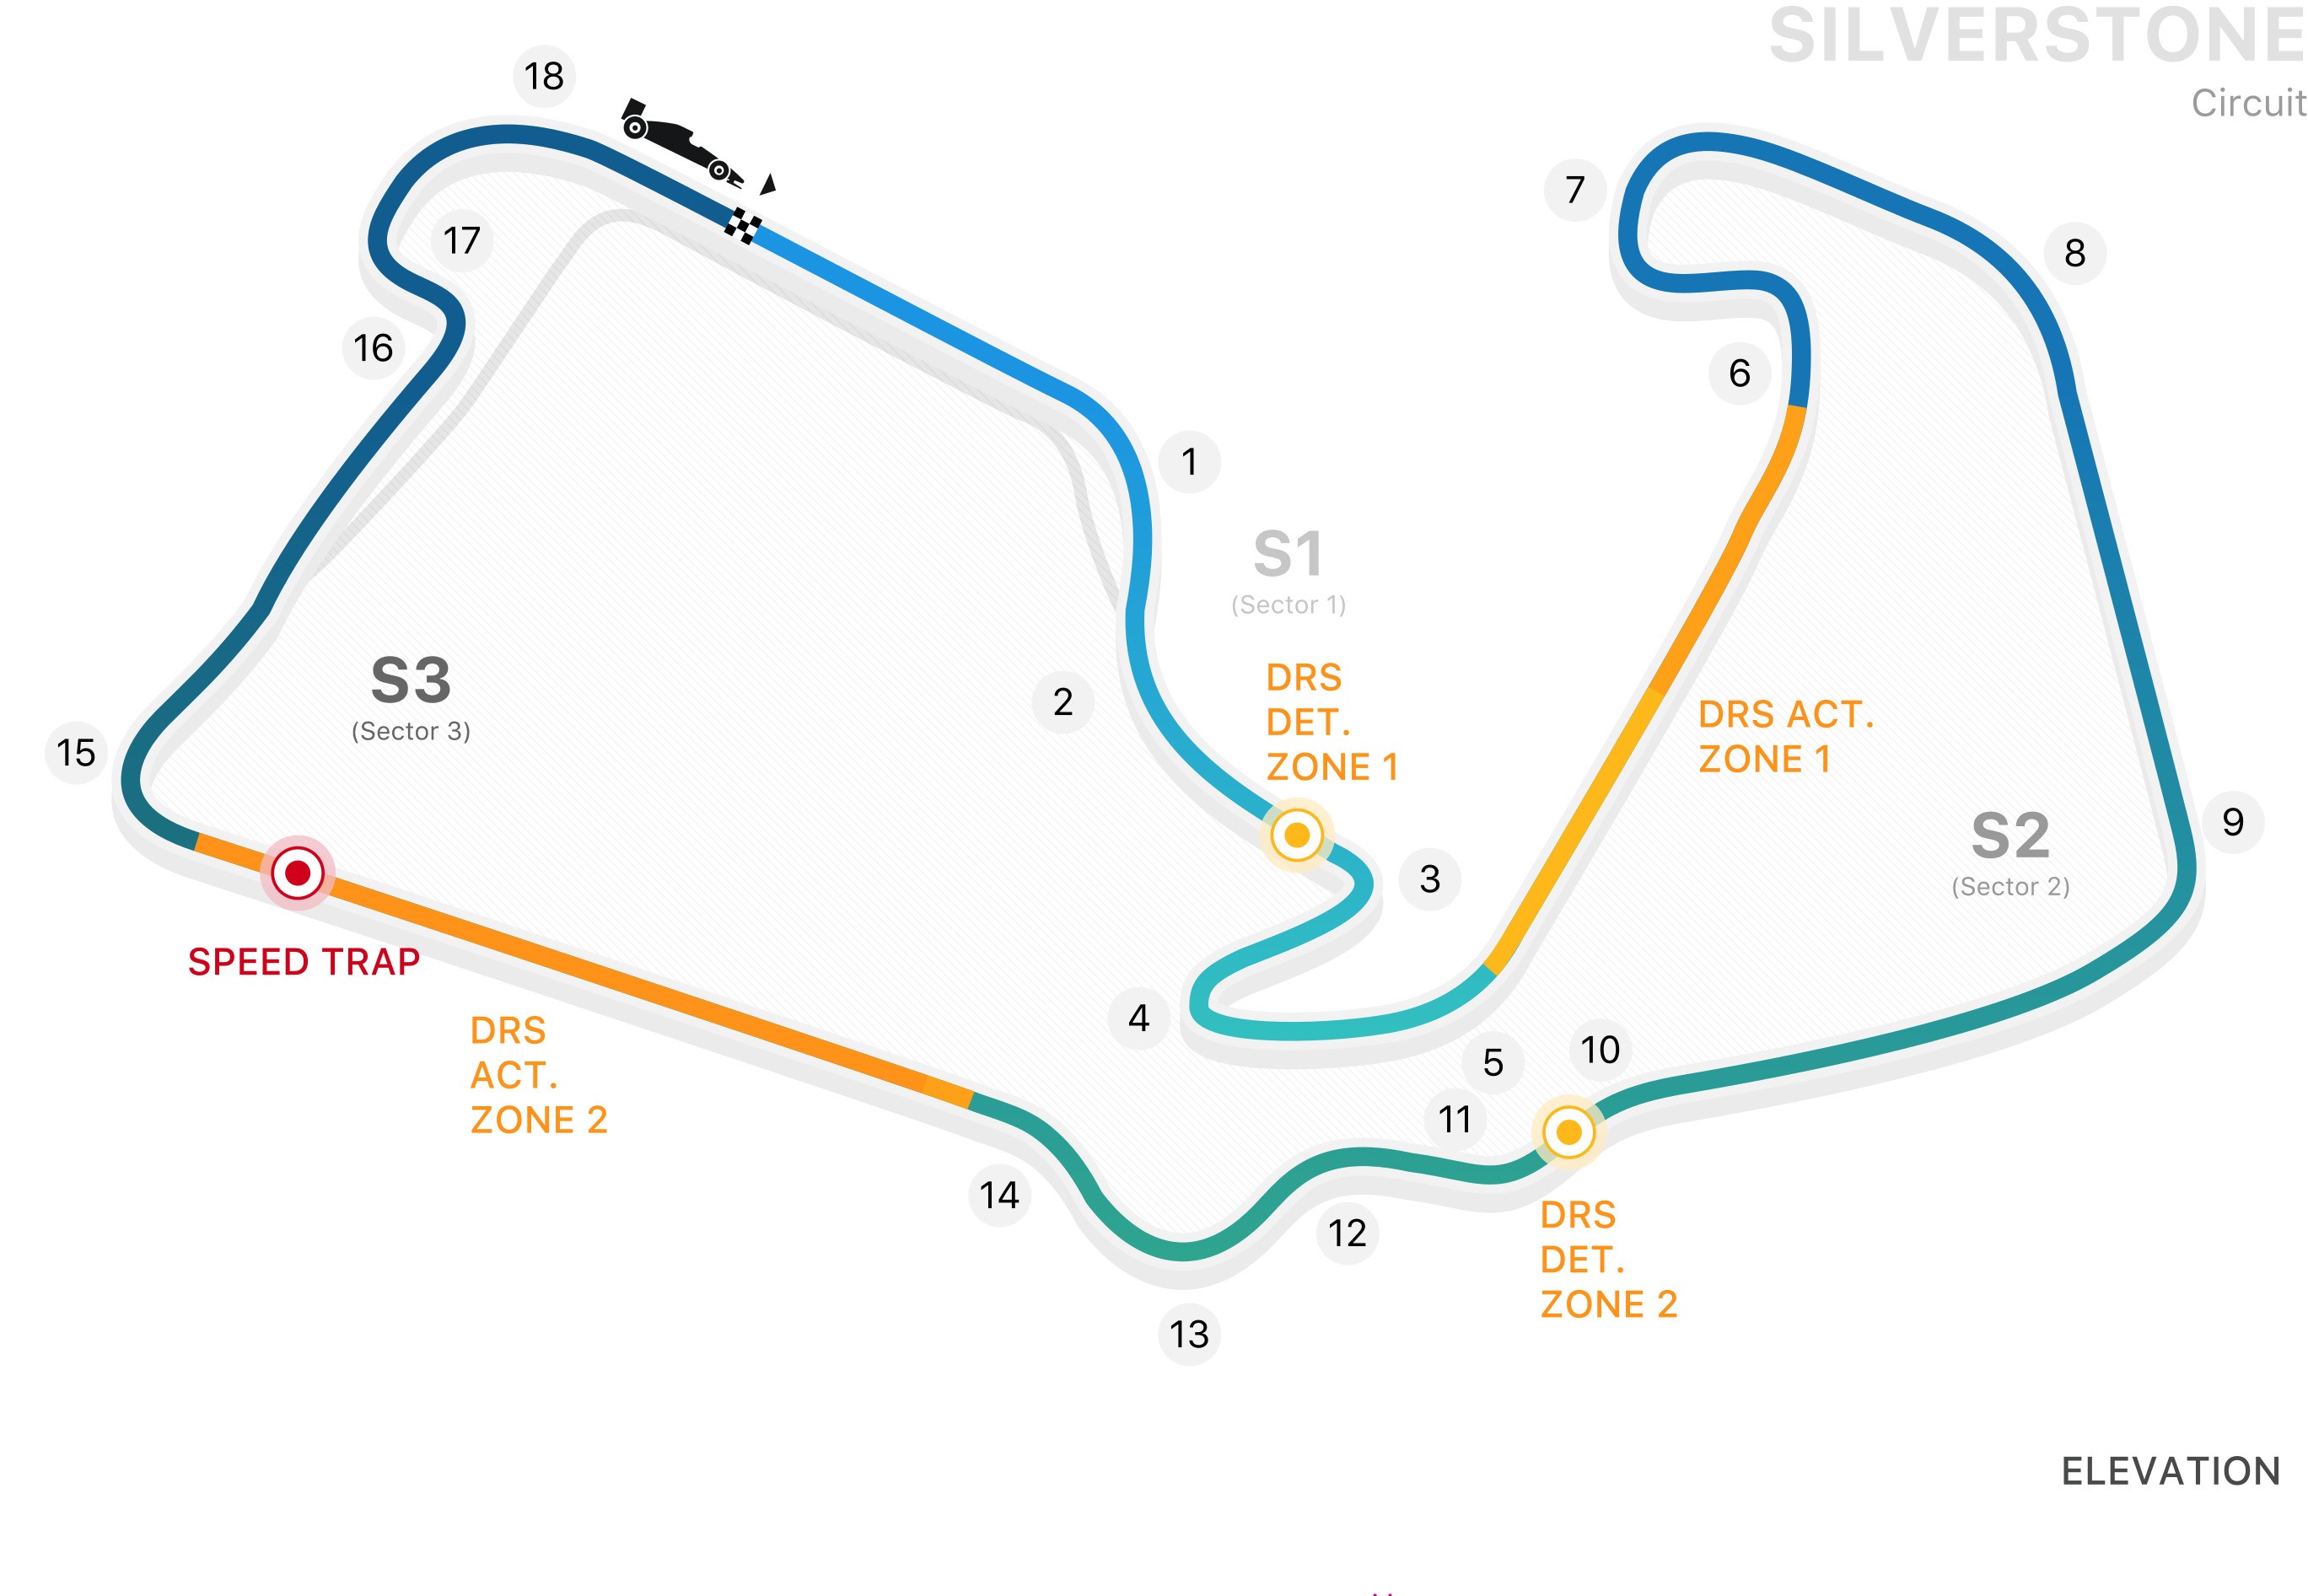 SILVERSTONE
Circuit
18
7
17
8
16
6
1
S1
(Sector 1)
DRS
DET.
ZONE 1
2
S3
(Sector 3)
DRS ACT.
ZONE 1
15
S2
(Sector 2)
9
3
SPEED TRAP
4
DRS
ACT.
ZONE 2
5
10
11
14
12
DRS
DET.
ZONE 2
13
ELEVATION